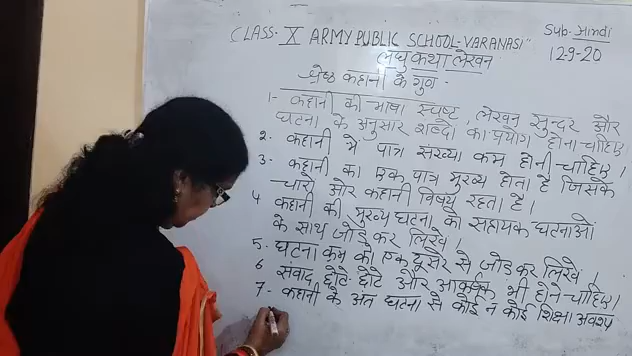 CLASS- X ARMY PUBLIC SCHOOL-VARANASI"
Sub- Hindi
12-9-20
लघु कथा लेखन
श्रेष्ठ कहानी के गुण -
1- कहानी की भाषा स्पष्ट, लेखन सुन्दर और
घटना के अनुसार शब्दों का प्रयोग होना चाहिए।
2. कहानी मे पात्र संख्या कम होनी चाहिए।
3. कहानी का एक पात्र मुख्य होता है जिसके
चारो और कहानी विषय रहता है।
4 कहानी की मुख्य घटना को सहायक घटनाओं
के साथ जोड़ कर लिखें।
5. घटना क्रम को एक दूसरे से जोड कर लिखें।
6 संवाद छोटे-छोटे और आकर्षक भी होने चाहिए।
7- कहानी के अंत घटना से कोई न कोई शिक्षा अवश्य